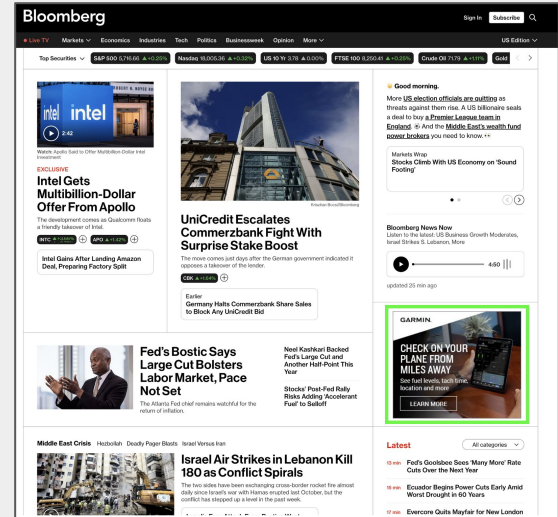 Bloomberg
Sign In Subscribe
Live TV Markets Economics Industries Tech Politics Businessweek Opinion More US Edition
Top Securities S&P 500 5,716.66 ▲+0.25% Nasdaq 18,005.36 ▲+0.32% US 10 Yr 3.78 ▲0.00% FTSE 100 8,250.41 ▲+0.25% Crude Oil 71.79 ▲+1.11% Gold
intel intel
2:42
Watch: Apollo Said to Offer Multibillion-Dollar Intel
Investment
EXCLUSIVE
Intel Gets
Multibillion-Dollar
Offer From Apollo
The development comes as Qualcomm floats
a friendly takeover of Intel.
INTC APO ▲+1.42%
Intel Gains After Landing Amazon
Deal, Preparing Factory Split
Bloomberg
UniCredit Escalates
Commerzbank Fight With
Surprise Stake Boost
The move comes just days after the German government indicated it
opposes a takeover of the lender.
CBK
Earlier
Germany Halts Commerzbank Share Sales
to Block Any UniCredit Bid
Good morning.
More US election officials are quitting as
threats against them rise. A US billionaire seals
a deal to buy a Premier League team in
England. And the Middle East's wealth fund
power brokers you need to know.
Markets Wrap
Stocks Climb With US Economy on 'Sound
Footing'
Bloomberg News Now
Listen to the latest: US Business Growth Moderates,
Israel Strikes S. Lebanon, More
4:50
updated 25 min ago
GARMIN.
CHECK ON YOUR
PLANE FROM
MILES AWAY
See fuel levels, tach time,
location and more
LEARN MORE
Fed's Bostic Says
Large Cut Bolsters
Labor Market, Pace
Not Set
The Atlanta Fed chief remains watchful for the
return of inflation.
Neel Kashkari Backed
Fed's Large Cut and
Another Half-Point This
Year
Stocks' Post-Fed Rally
Risks Adding 'Accelerant
Fuel' to Selloff
Middle East Crisis Hezbollah Deadly Pager Blasts Israel Versus Iran
Israel Air Strikes in Lebanon Kill
180 as Conflict Spirals
The two sides have been exchanging cross-border rocket fire almost
daily since Israel's war with Hamas erupted last October, but the
conflict has stepped up a level in the past week.
Latest All categories
13 min Fed's Goolsbee Sees 'Many More' Rate
Cuts Over the Next Year
15 min Ecuador Begins Power Cuts Early Amid
Worst Drought in 60 Years
17 min Evercore Quits Mayfair for New London